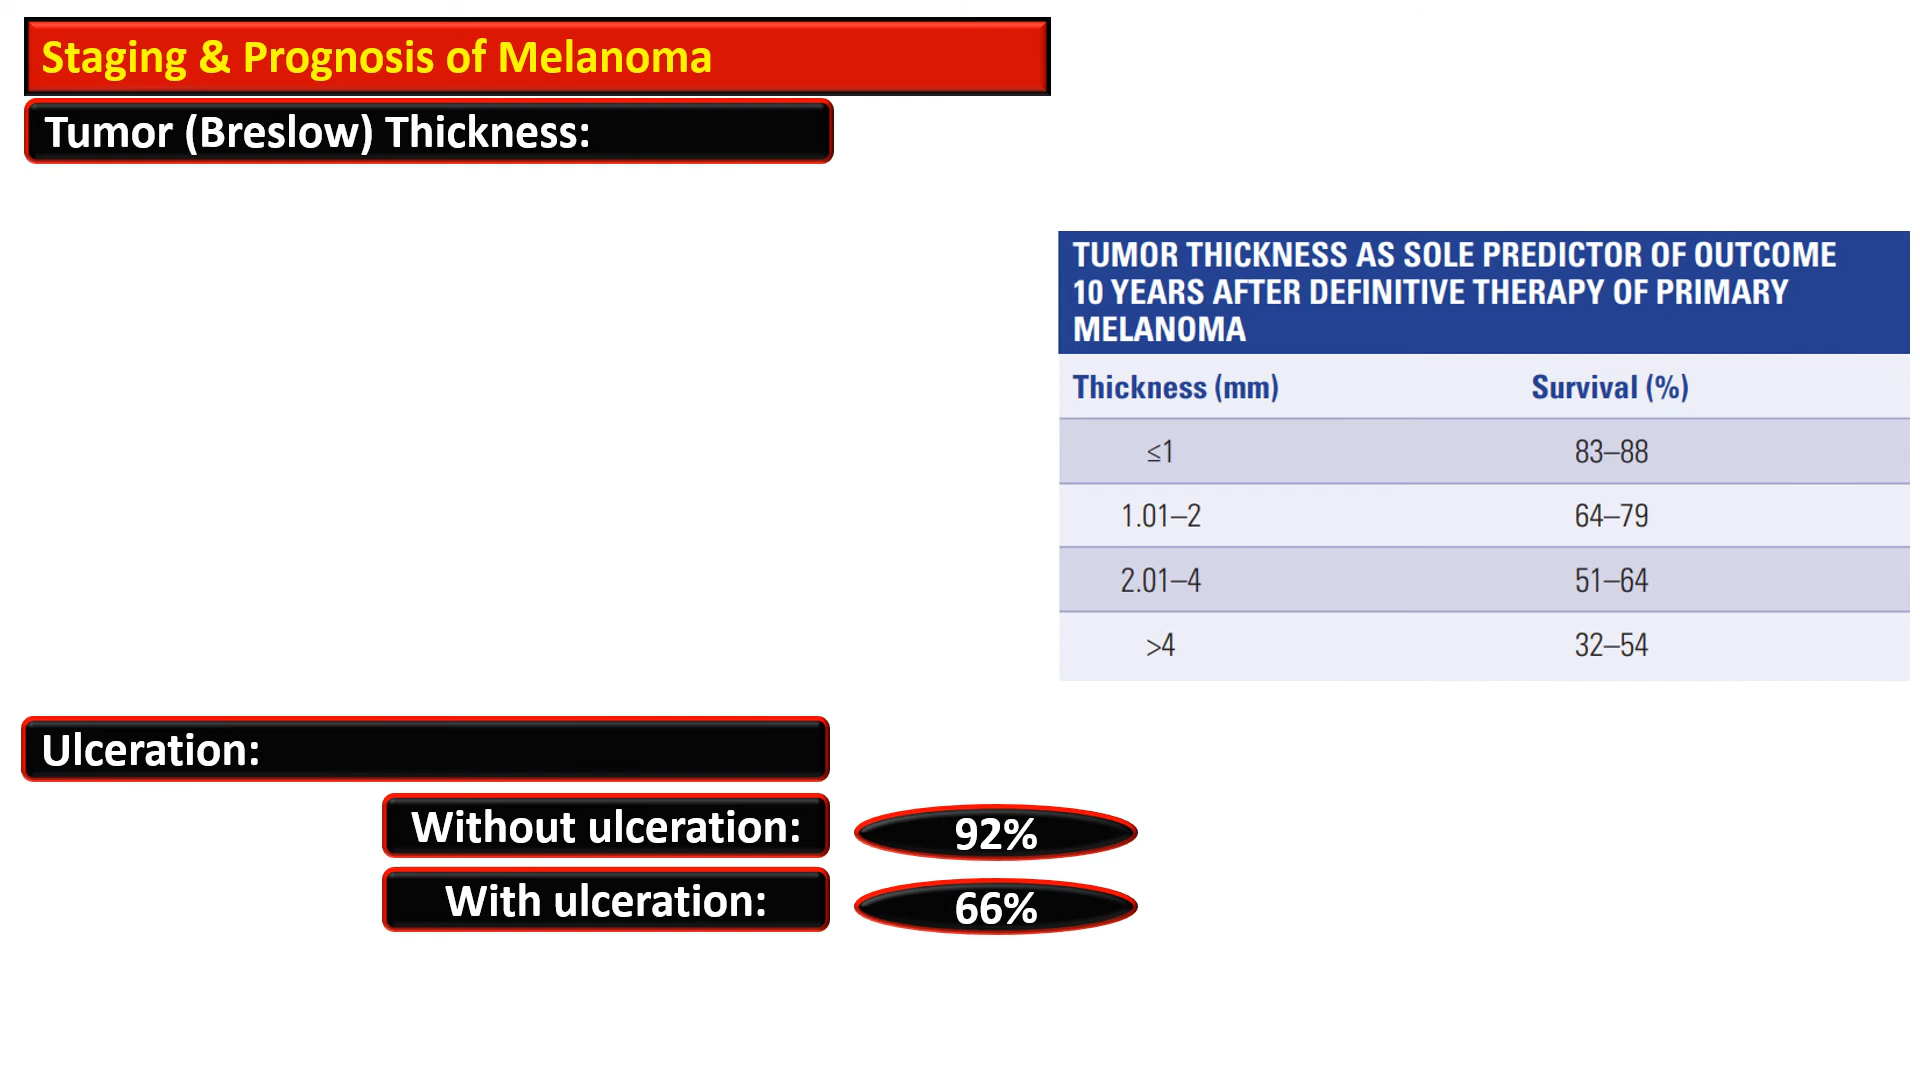 Staging & Prognosis of Melanoma
Tumor (Breslow) Thickness:
TUMOR THICKNESS AS SOLE PREDICTOR OF OUTCOME
10 YEARS AFTER DEFINITIVE THERAPY OF PRIMARY
MELANOMA
Thickness (mm) Survival (%)
≤1 83–88
1.01–2 64–79
2.01–4 51–64
>4 32–54
Ulceration:
Without ulceration: 92%
With ulceration: 66%